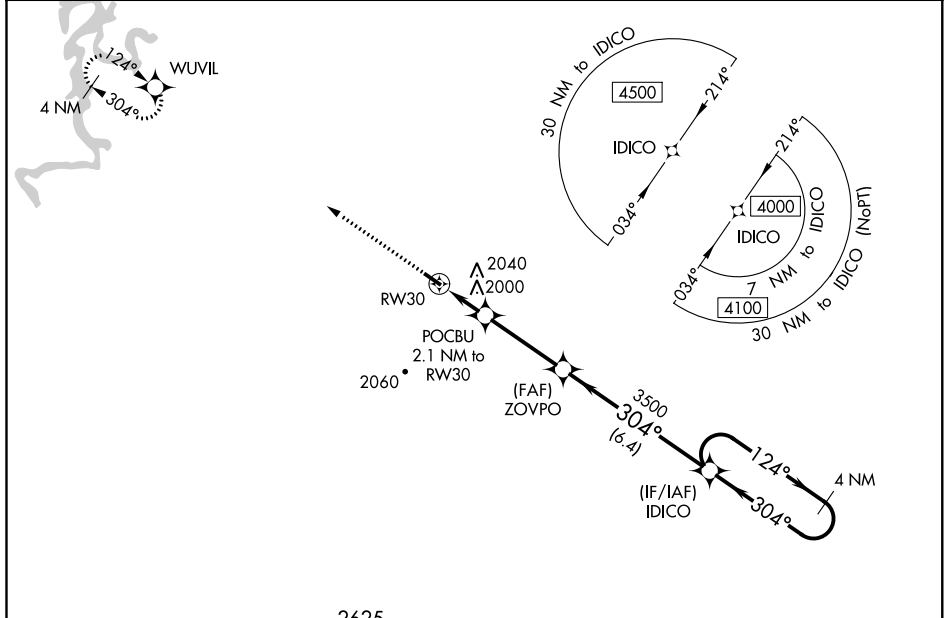 124°
WUVIL
4 NM
304°
30 NM to IDICO
4500
214°
IDICO
034°
214°
4000
IDICO
7 NM to IDICO
034°
4100
30 NM to IDICO (NoPT)
2040
2000
RW30
POCBU
2.1 NM to
RW30
2060
(FAF)
ZOVPO
3500
304°
(6.4)
124°
4 NM
304°
(IF/IAF)
IDICO
2625